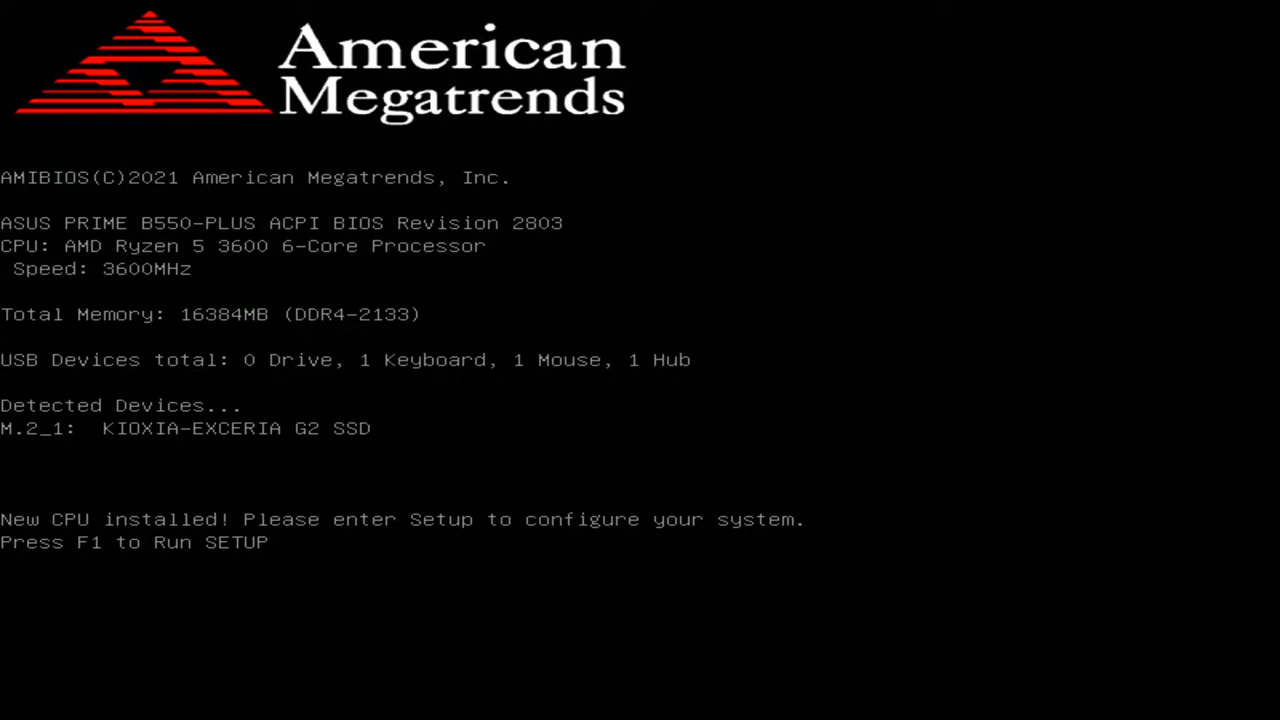 American
Megatrends
AMIBIOS(C)2021 American Megatrends, Inc.
ASUS PRIME B550-PLUS ACPI BIOS Revision 2803
CPU: AMD Ryzen 5 3600 6-Core Processor
Speed: 3600MHz
Total Memory: 16384MB (DDR4-2133)
USB Devices total: 0 Drive, 1 Keyboard, 1 Mouse, 1 Hub
Detected Devices...
M.2_1: KIOXIA-EXCERIA G2 SSD
New CPU installed! Please enter Setup to configure your system.
Press F1 to Run SETUP